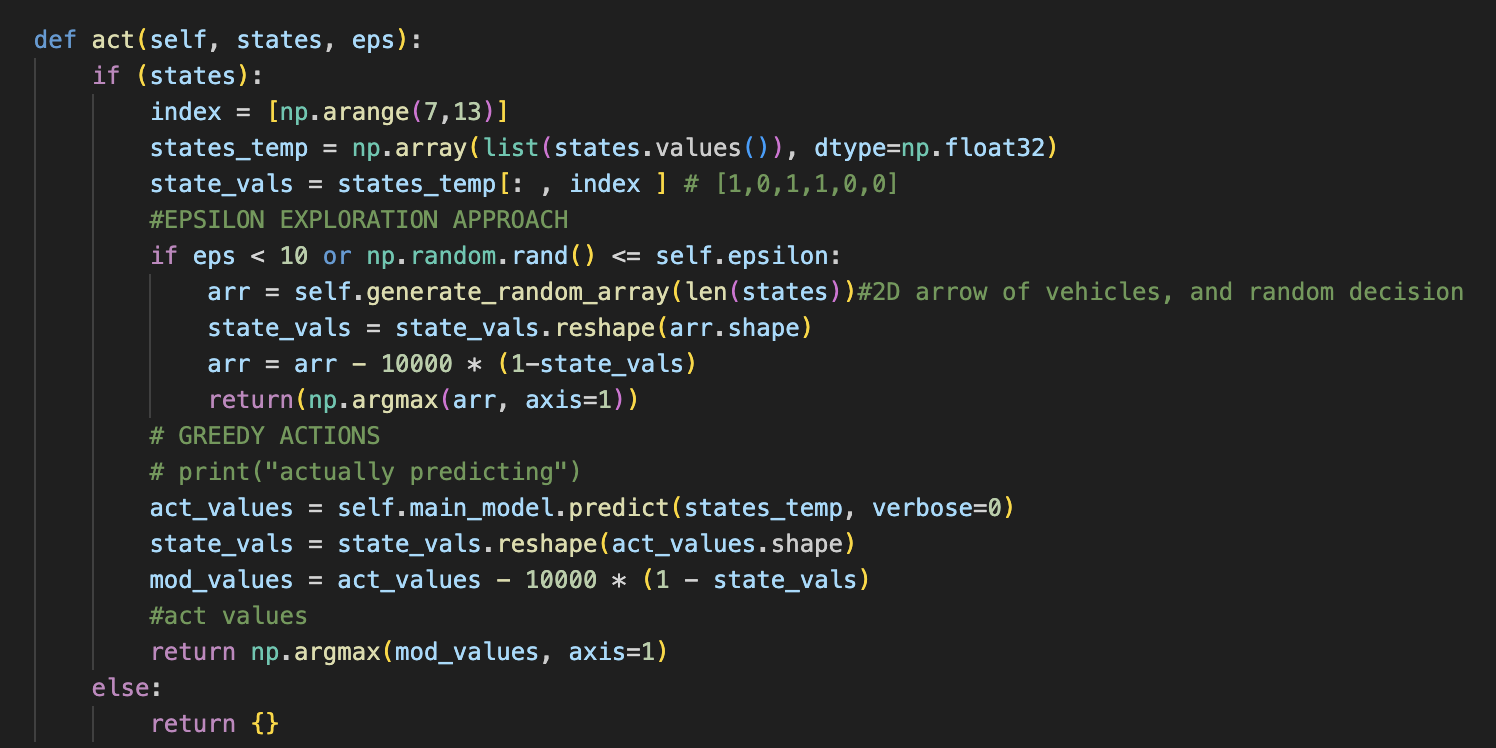 def act(self, states, eps):
    if (states):
        index = [np.arange(7,13)]
        states_temp = np.array(list(states.values()), dtype=np.float32)
        state_vals = states_temp[: , index ] # [1,0,1,1,0,0]
        #EPSILON EXPLORATION APPROACH
        if eps < 10 or np.random.rand() <= self.epsilon:
            arr = self.generate_random_array(len(states))#2D arrow of vehicles, and random decision
            state_vals = state_vals.reshape(arr.shape)
            arr = arr - 10000 * (1-state_vals)
            return(np.argmax(arr, axis=1))
        # GREEDY ACTIONS
        # print("actually predicting")
        act_values = self.main_model.predict(states_temp, verbose=0)
        state_vals = state_vals.reshape(act_values.shape)
        mod_values = act_values - 10000 * (1 - state_vals)
        #act values
        return np.argmax(mod_values, axis=1)
    else:
        return {}